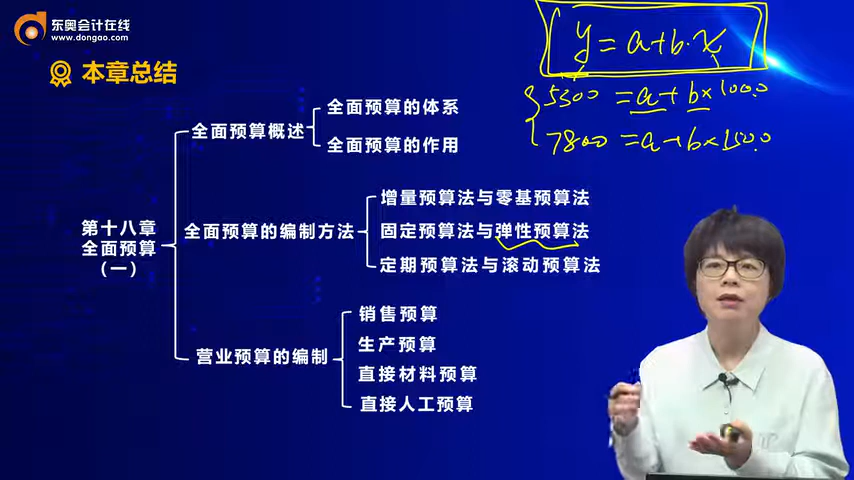 东奥会计在线
www.dongao.com
本章总结
y=a+b·x
5300=a+b×1000
7800=a+b×1500
第十八章
全面预算
（一）
全面预算概述
全面预算的体系
全面预算的作用
全面预算的编制方法
增量预算法与零基预算法
固定预算法与弹性预算法
定期预算法与滚动预算法
营业预算的编制
销售预算
生产预算
直接材料预算
直接人工预算